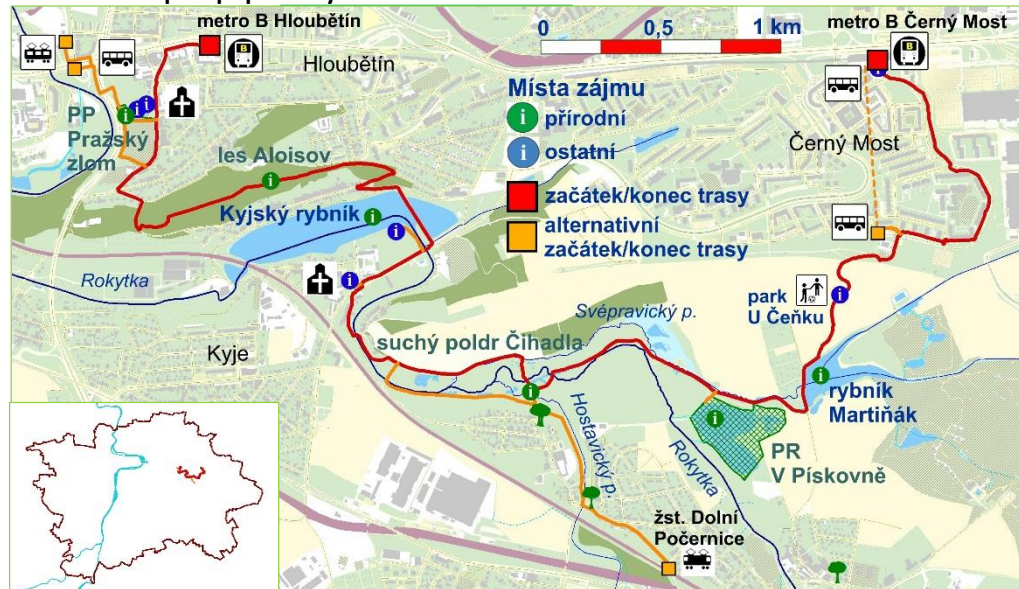 metro B Hloubětín
metro B Černý Most
0 0,5 1 km
B
B
Hloubětín
Místa zájmu
i přírodní
i ostatní
začátek/konec trasy
alternativní
začátek/konec trasy
PP
Pražský
zlom
les Aloisov
Černý Most
Kyjský rybník
Rokytka
park
U Čeňku
Svépravický p.
suchý poldr Čihadla
Kyje
rybník
Martiňák
Hostavický p.
Rokytka
PR
V Pískovně
žst. Dolní
Počernice